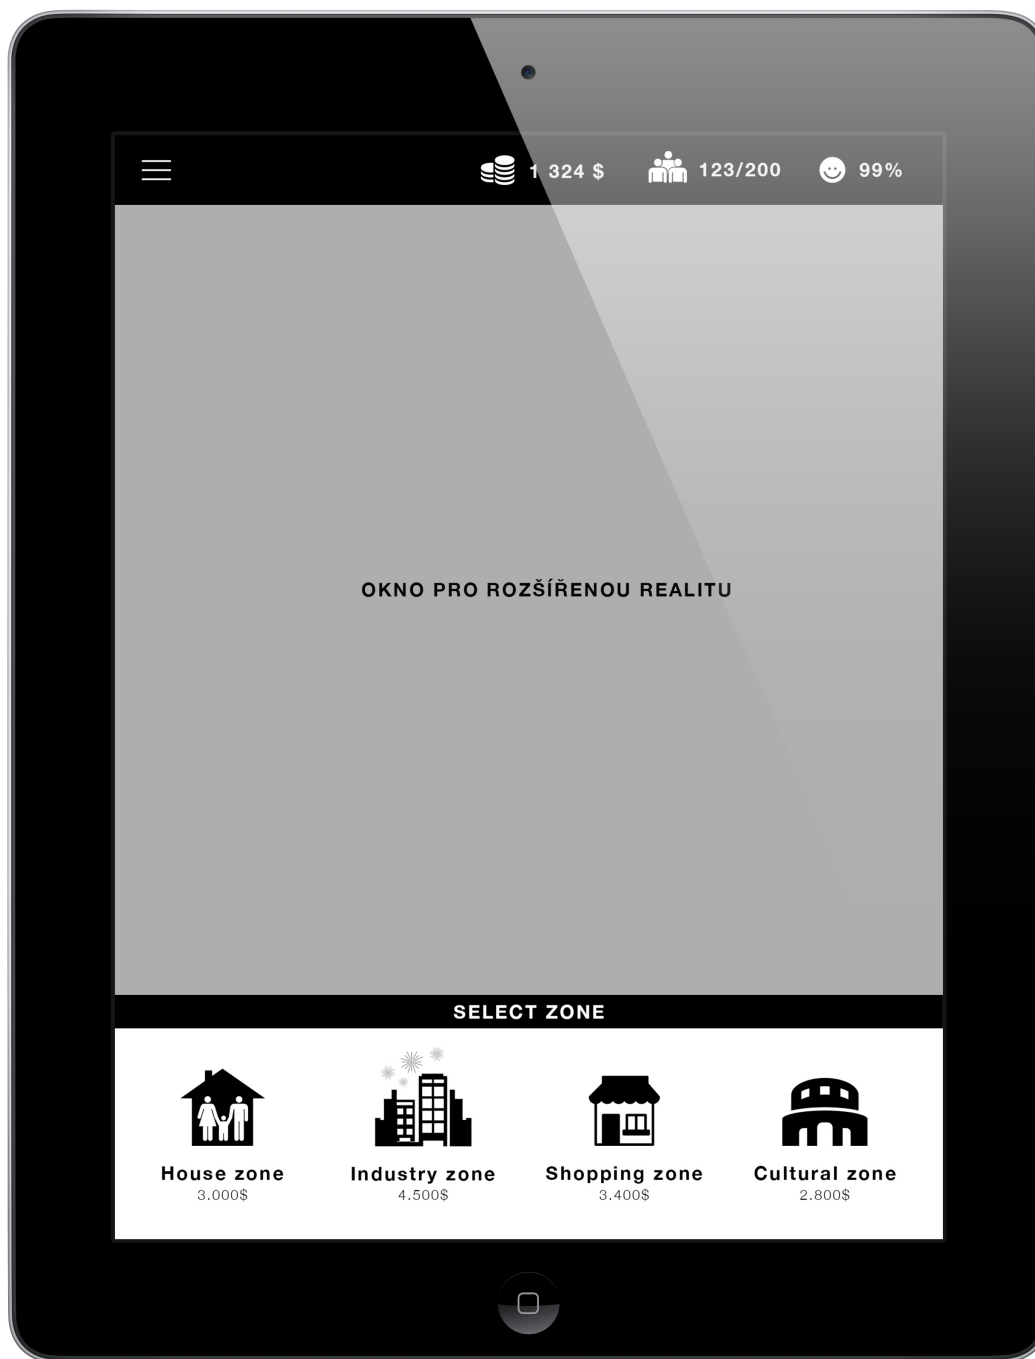 1 324 $ 123/200 99%
OKNO PRO ROZŠÍŘENOU REALITU
SELECT ZONE
House zone Industry zone Shopping zone Cultural zone
3.000$ 4.500$ 3.400$ 2.800$